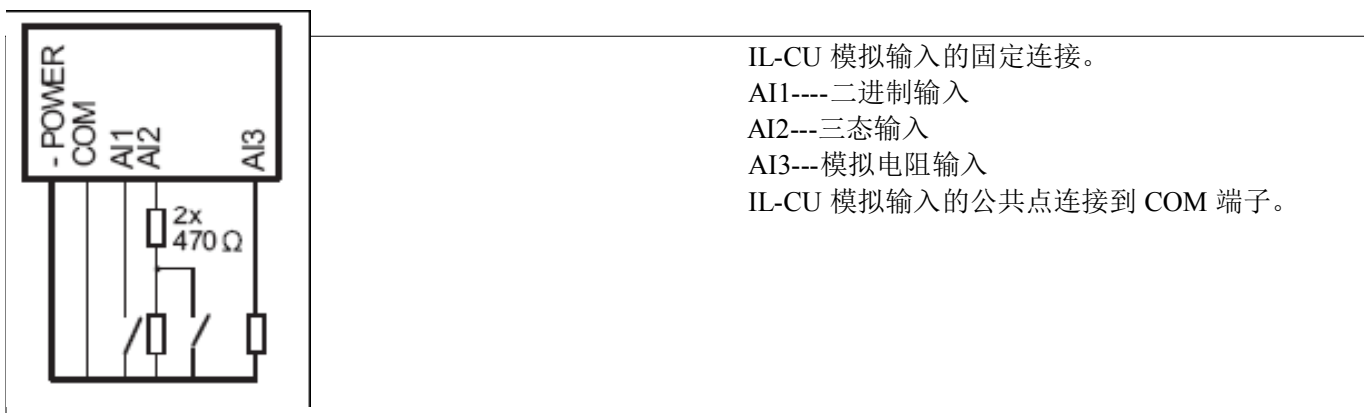 - POWER
COM
AI1
AI2
AI3
2x
470 Ω
IL-CU 模拟输入的固定连接。
AI1----二进制输入
AI2---三态输入
AI3---模拟电阻输入
IL-CU 模拟输入的公共点连接到 COM 端子。